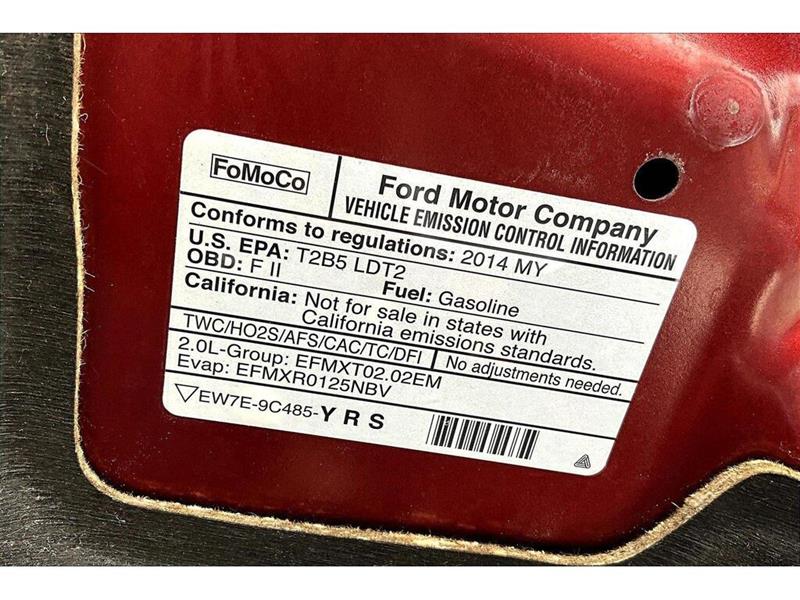 FoMoCo
Ford Motor Company
VEHICLE EMISSION CONTROL INFORMATION
Conforms to regulations: 2014 MY
U.S. EPA: T2B5 LDT2
OBD: F II Fuel: Gasoline
California: Not for sale in states with
California emissions standards.
TWC/HO2S/AFS/CAC/TC/DFI No adjustments needed.
2.0L-Group: EFMXT02.02EM
Evap: EFMXR0125NBV
EW7E-9C485-Y R S